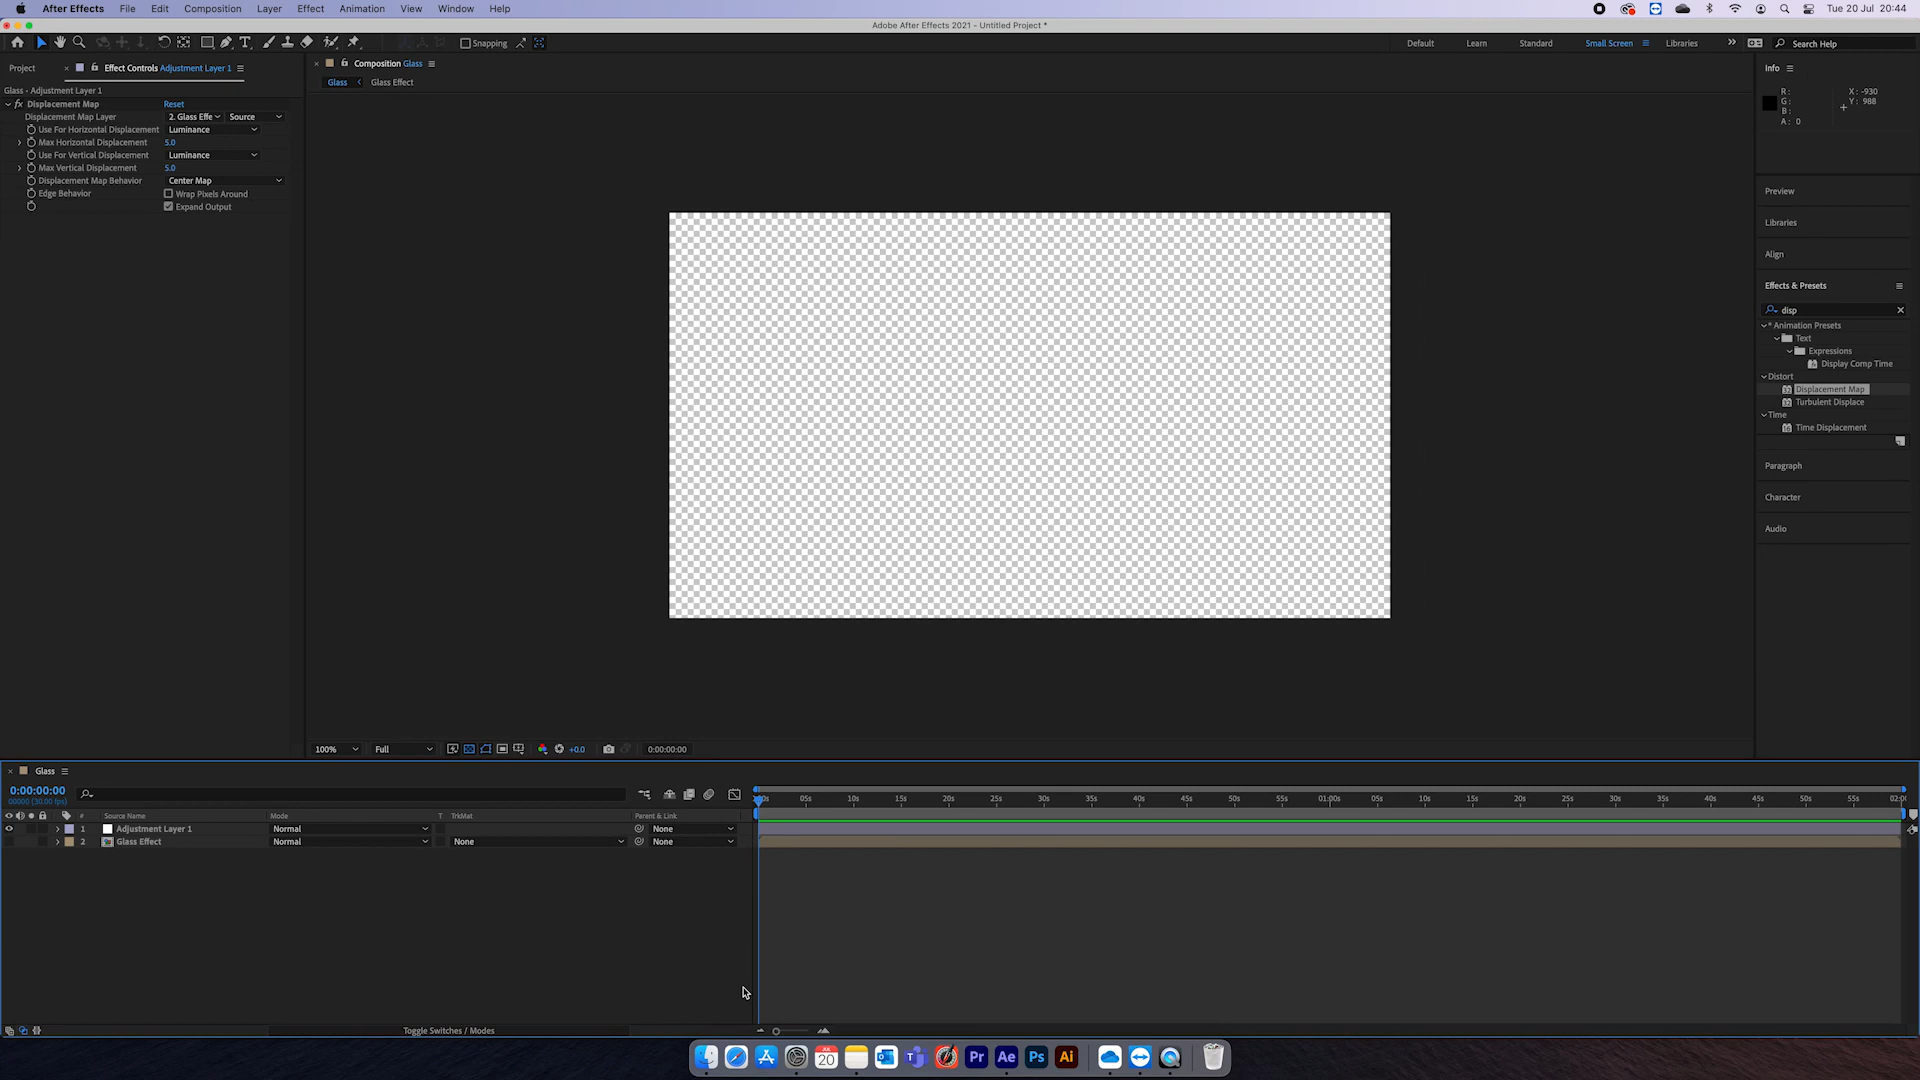 After Effects File Edit Composition Layer Effect Animation View Window Help Tue 20 Jul 20:44
Adobe After Effects 2021 - Untitled Project *
Snapping Default Learn Standard Small Screen Libraries Search Help
Project Effect Controls Adjustment Layer 1
Composition Glass
Info
Glass Glass Effect
Glass - Adjustment Layer 1
R: X: -930
G: Y: 988
B:
A: 0
Displacement Map Reset
Displacement Map Layer 2. Glass Effe Source
Use For Horizontal Displacement Luminance
Max Horizontal Displacement 5.0
Use For Vertical Displacement Luminance
Max Vertical Displacement 5.0
Displacement Map Behavior Center Map
Edge Behavior Wrap Pixels Around
Expand Output
Preview
Libraries
Align
Effects & Presets
disp
* Animation Presets
Text
Expressions
Display Comp Time
Distort
Displacement Map
Turbulent Displace
Time
Time Displacement
Paragraph
Character
Audio
100% Full +0.0 0:00:00:00
Glass
0:00:00:00
00000 (30.00 fps)
05s 10s 15s 20s 25s 30s 35s 40s 45s 50s 55s 01:00s 05s 10s 15s 20s 25s 30s 35s 40s 45s 50s 55s
# Source Name Mode T TrkMat Parent & Link
1 Adjustment Layer 1 Normal None
2 Glass Effect Normal None None
Toggle Switches / Modes
20
Pr Ae Ps Ai